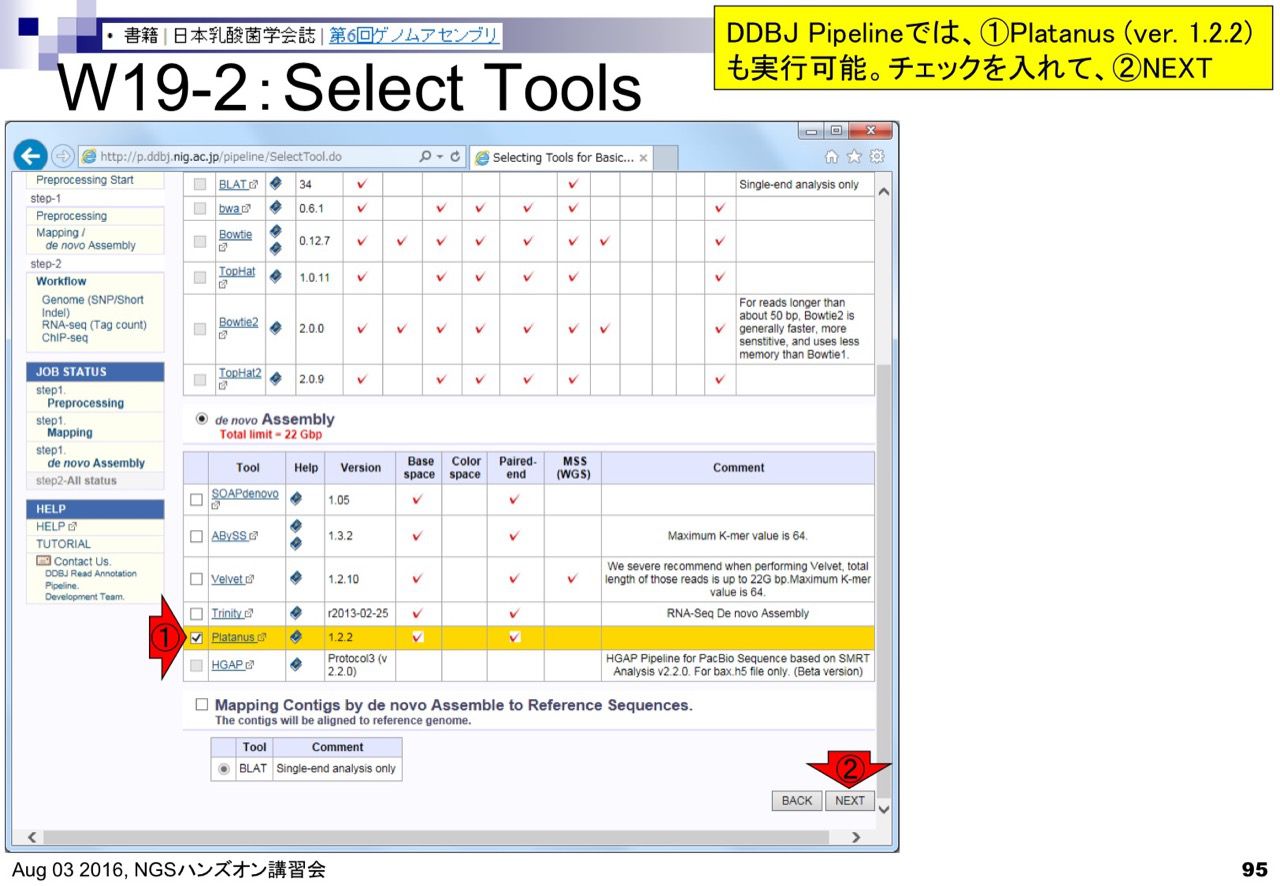 • 書籍 | 日本乳酸菌学会誌 | 第6回ゲノムアセンブリ
DDBJ Pipelineでは、①Platanus (ver. 1.2.2)
も実行可能。チェックを入れて、②NEXT
W19-2：Select Tools
http://p.ddbj.nig.ac.jp/pipeline/SelectTool.do
Selecting Tools for Basic...
Preprocessing Start
step-1
Preprocessing
Mapping /
de novo Assembly
step-2
Workflow
Genome (SNP/Short
Indel)
RNA-seq (Tag count)
ChIP-seq
JOB STATUS
step1.
Preprocessing
step1.
Mapping
step1.
de novo Assembly
step2-All status
HELP
HELP
TUTORIAL
Contact Us.
DDBJ Read Annotation
Pipeline.
Development Team.
BLAT 34 Single-end analysis only
bwa 0.6.1
Bowtie 0.12.7
TopHat 1.0.11
Bowtie2 2.0.0
For reads longer than
about 50 bp, Bowtie2 is
generally faster, more
senstitive, and uses less
memory than Bowtie1.
TopHat2 2.0.9
de novo Assembly
Total limit = 22 Gbp
Tool Help Version Base space Color space Paired-end MSS (WGS) Comment
SOAPdenovo 1.05
ABySS 1.3.2 Maximum K-mer value is 64.
Velvet 1.2.10
We severe recommend when performing Velvet, total
length of those reads is up to 22G bp.Maximum K-mer
value is 64.
Trinity r2013-02-25 RNA-Seq De novo Assembly
① Platanus 1.2.2
HGAP Protocol3 (v 2.2.0)
HGAP Pipeline for PacBio Sequence based on SMRT
Analysis v2.2.0. For bax.h5 file only. (Beta version)
Mapping Contigs by de novo Assemble to Reference Sequences.
The contigs will be aligned to reference genome.
Tool Comment
BLAT Single-end analysis only
②
BACK NEXT
Aug 03 2016, NGSハンズオン講習会
95